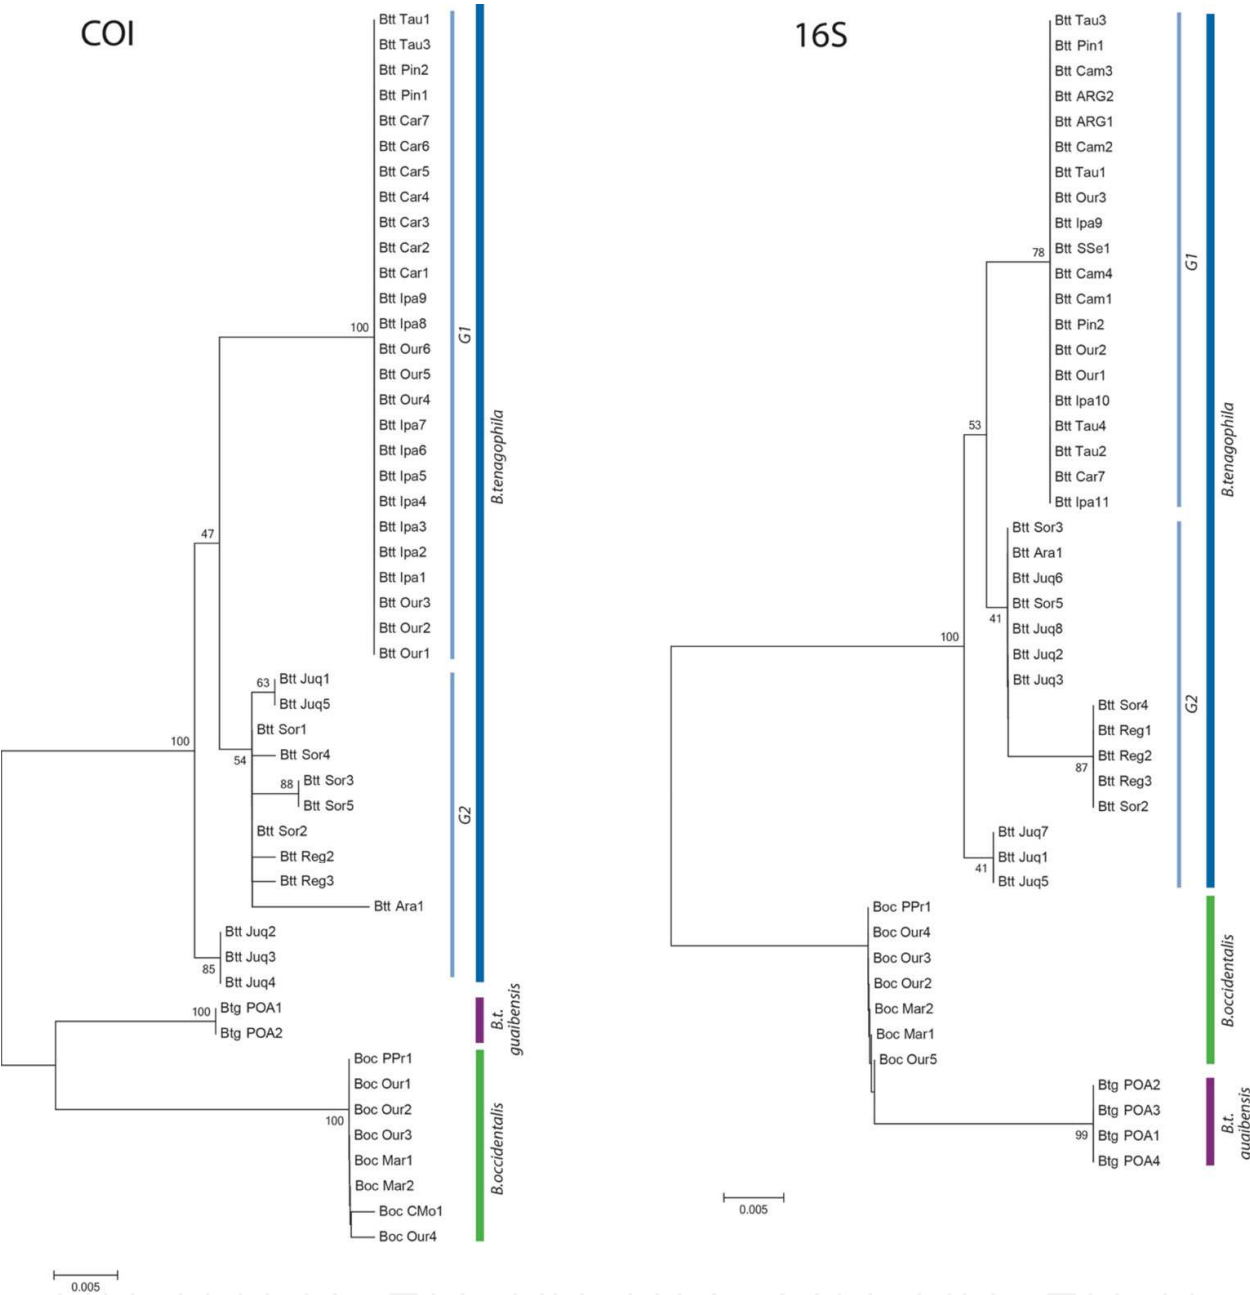 COI
Btt Tau1
Btt Tau3
Btt Pin2
Btt Pin1
Btt Car7
Btt Car6
Btt Car5
Btt Car4
Btt Car3
Btt Car2
Btt Car1
Btt Ipa9
Btt Ipa8
100
Btt Our6
Btt Our5
Btt Our4
Btt Ipa7
Btt Ipa6
Btt Ipa5
Btt Ipa4
Btt Ipa3
Btt Ipa2
Btt Ipa1
Btt Our3
Btt Our2
Btt Our1
47
63
Btt Juq1
Btt Juq5
Btt Sor1
Btt Sor4
54
88
Btt Sor3
Btt Sor5
Btt Sor2
Btt Reg2
Btt Reg3
Btt Ara1
100
Btt Juq2
Btt Juq3
Btt Juq4
85
100
Btg POA1
Btg POA2
Boc PPr1
Boc Our1
Boc Our2
100
Boc Our3
Boc Mar1
Boc Mar2
Boc CMo1
Boc Our4
G1
G2
B.tenagophila
B.t.
guaibensis
B.occidentalis
0.005
16S
Btt Tau3
Btt Pin1
Btt Cam3
Btt ARG2
Btt ARG1
Btt Cam2
Btt Tau1
Btt Our3
Btt Ipa9
Btt SSe1
78
Btt Cam4
Btt Cam1
Btt Pin2
Btt Our2
Btt Our1
Btt Ipa10
Btt Tau4
Btt Tau2
Btt Car7
Btt Ipa11
53
Btt Sor3
Btt Ara1
Btt Juq6
Btt Sor5
41
Btt Juq8
Btt Juq2
Btt Juq3
100
Btt Sor4
Btt Reg1
Btt Reg2
87
Btt Reg3
Btt Sor2
Btt Juq7
Btt Juq1
41
Btt Juq5
Boc PPr1
Boc Our4
Boc Our3
Boc Our2
Boc Mar2
Boc Mar1
Boc Our5
Btg POA2
Btg POA3
99
Btg POA1
Btg POA4
G1
G2
B.tenagophila
B.occidentalis
B.t.
guaibensis
0.005